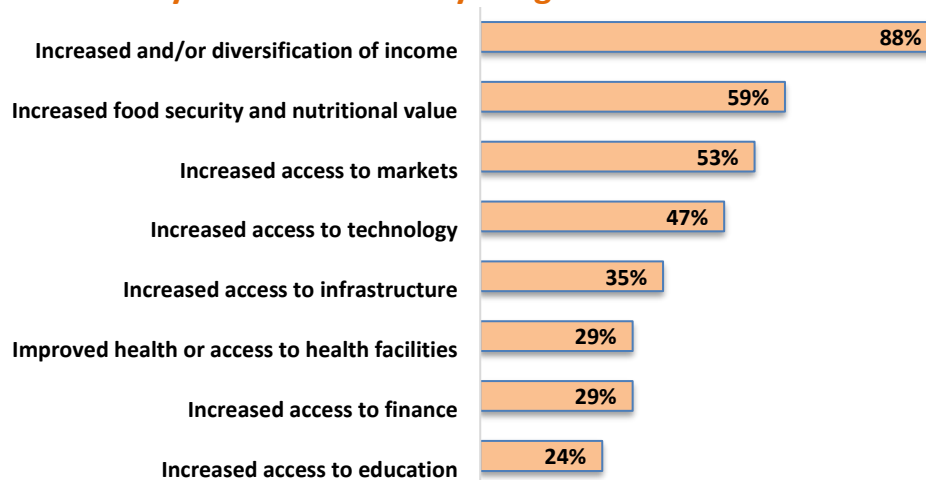 Increased and/or diversification of income
88%
Increased food security and nutritional value
59%
Increased access to markets
53%
Increased access to technology
47%
Increased access to infrastructure
35%
Improved health or access to health facilities
29%
Increased access to finance
29%
Increased access to education
24%